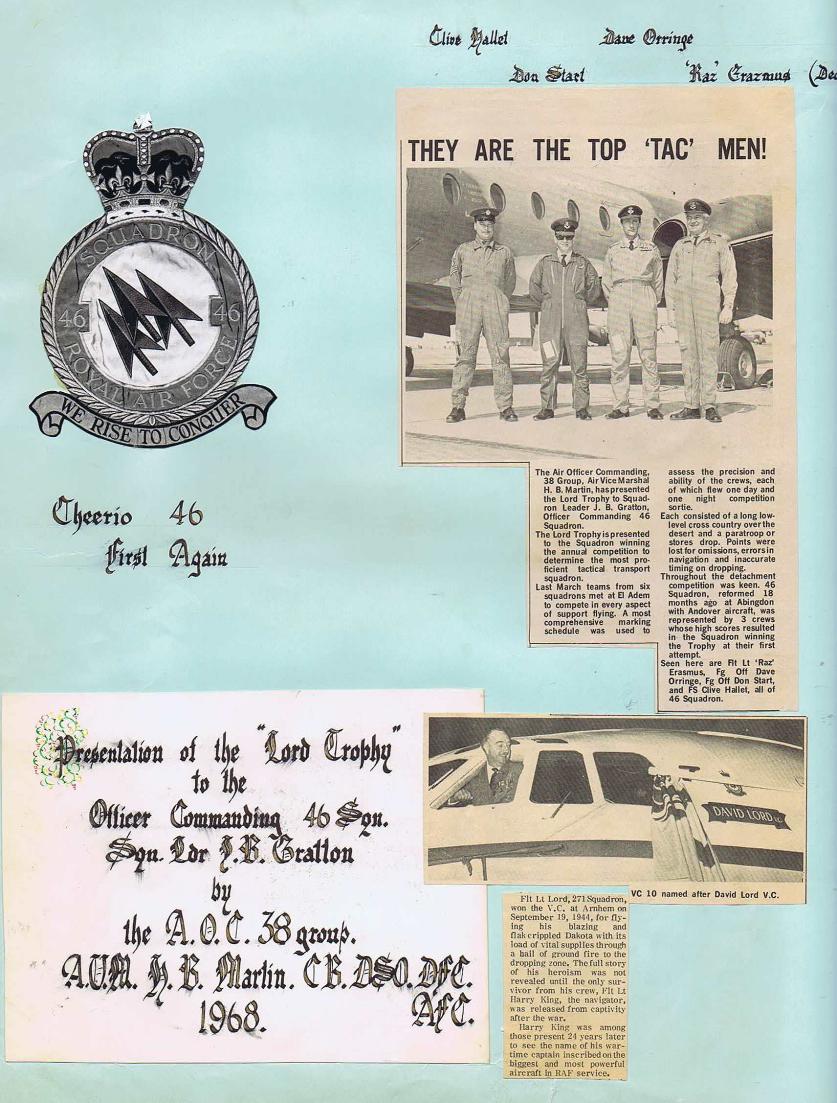 Clive Hallet Dave Orringe
Don Start 'Raz' Erazmus (Dec
THEY ARE THE TOP 'TAC' MEN!
SQUADRON
46 46
ROYAL AIR FORCE
WE RISE TO CONQUER
Cheerio 46
First Again
The Air Officer Commanding,
38 Group, Air Vice Marshal
H. B. Martin, has presented
the Lord Trophy to Squad-
ron Leader J. B. Gratton,
Officer Commanding 46
Squadron.
The Lord Trophy is presented
to the Squadron winning
the annual competition to
determine the most pro-
ficient tactical transport
squadron.
Last March teams from six
squadrons met at El Adem
to compete in every aspect
of support flying. A most
comprehensive marking
schedule was used to
assess the precision and
ability of the crews, each
of which flew one day and
one night competition
sortie.
Each consisted of a long low-
level cross country over the
desert and a paratroop or
stores drop. Points were
lost for omissions, errors in
navigation and inaccurate
timing on dropping.
Throughout the detachment
competition was keen. 46
Squadron, reformed 18
months ago at Abingdon
with Andover aircraft, was
represented by 3 crews
whose high scores resulted
in the Squadron winning
the Trophy at their first
attempt.
Seen here are Flt Lt 'Raz'
Erasmus, Fg Off Dave
Orringe, Fg Off Don Start,
and FS Clive Hallet, all of
46 Squadron.
Presentation of the "Lord Trophy"
to the
Officer Commanding 46 Sqn.
Sqn. Ldr J.B. Gratton
by
the A.O.C. 38 group.
A.V.M. H. B. Martin. CB. DSO. DFC.
AFC.
1968.
DAVID LORD V.C.
VC 10 named after David Lord V.C.
Flt Lt Lord, 271 Squadron,
won the V.C. at Arnhem on
September 19, 1944, for fly-
ing his blazing and
flak crippled Dakota with its
load of vital supplies through
a hail of ground fire to the
dropping zone. The full story
of his heroism was not
revealed until the only sur-
vivor from his crew, Flt Lt
Harry King, the navigator,
was released from captivity
after the war.
Harry King was among
those present 24 years later
to see the name of his war-
time captain inscribed on the
biggest and most powerful
aircraft in RAF service.